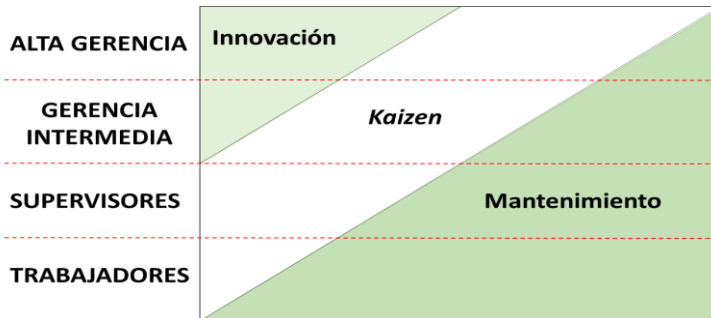 ALTA GERENCIA
Innovación
GERENCIA
INTERMEDIA
Kaizen
SUPERVISORES
Mantenimiento
TRABAJADORES